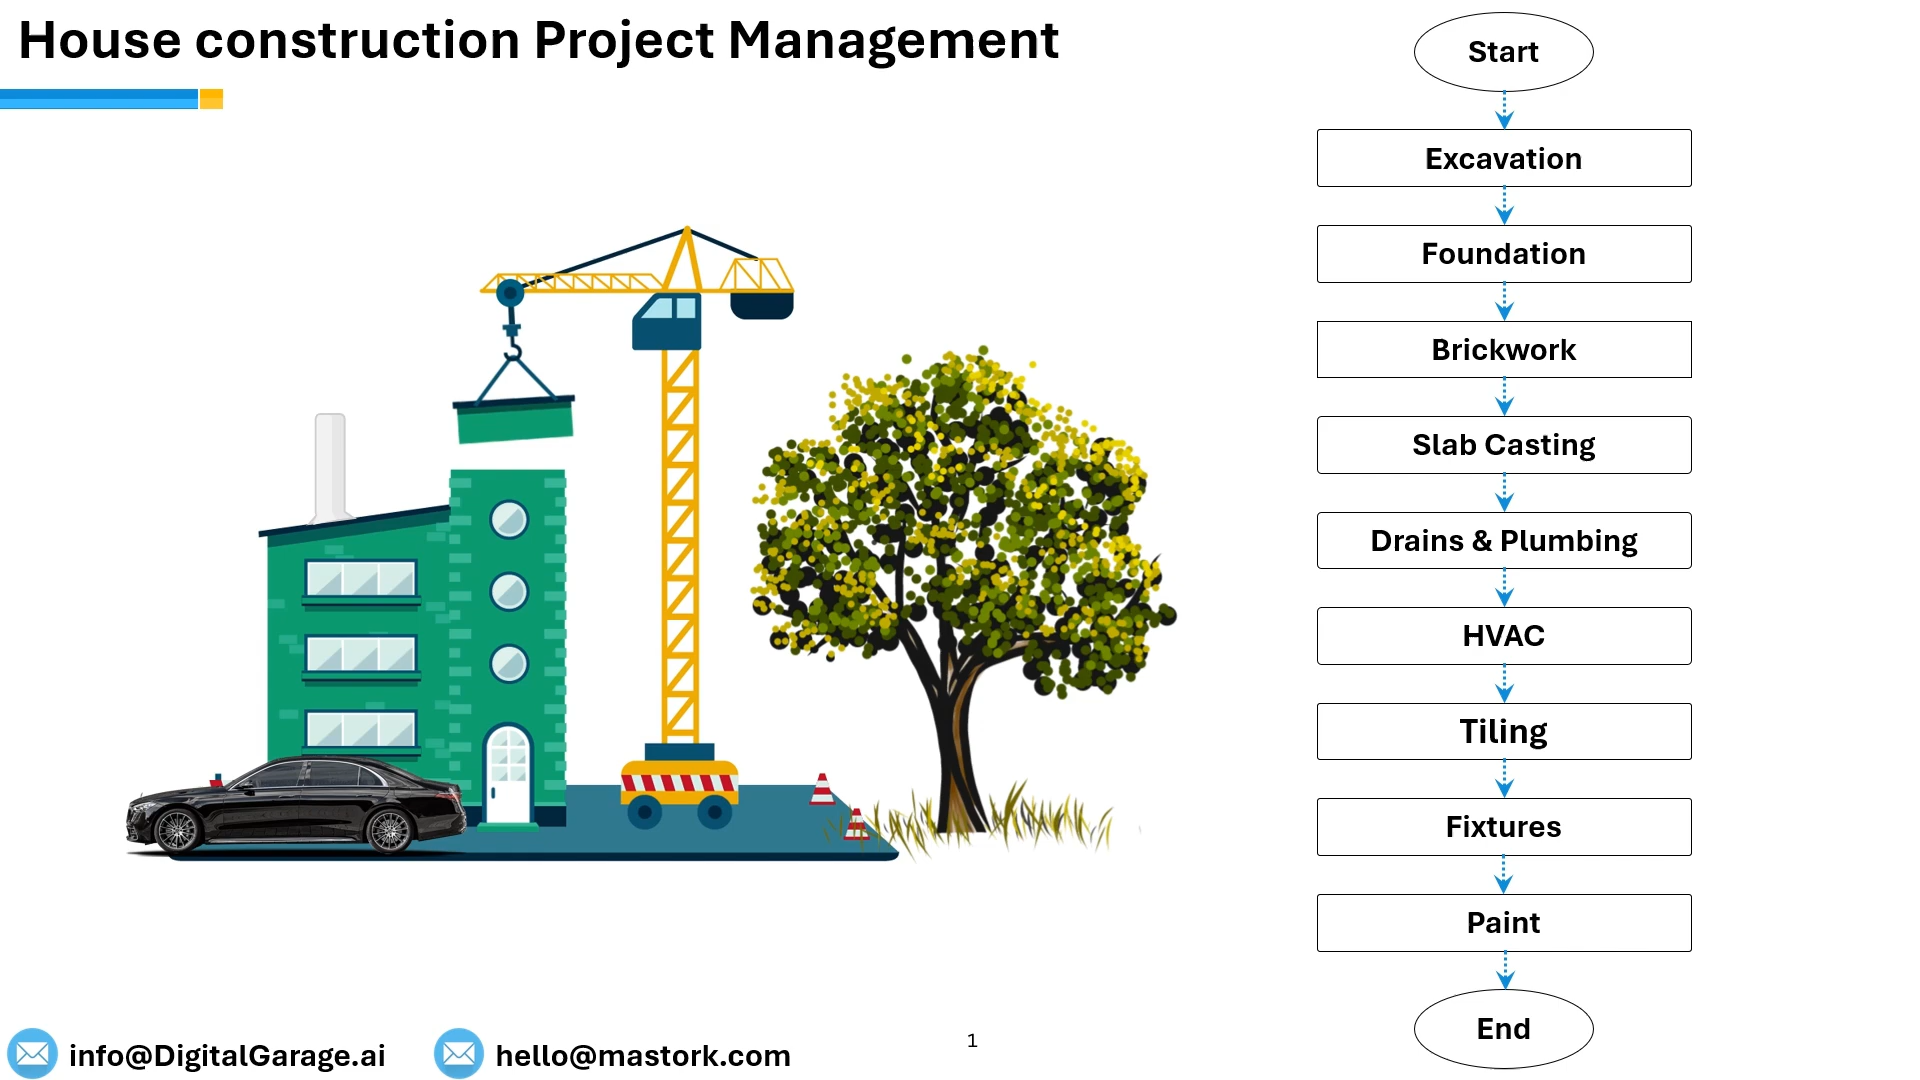 House construction Project Management
Start
Excavation
Foundation
Brickwork
Slab Casting
Drains & Plumbing
HVAC
Tiling
Fixtures
Paint
End
info@DigitalGarage.ai
hello@mastork.com
1